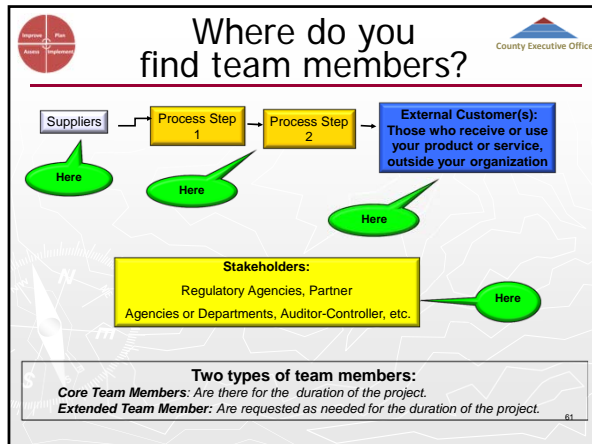 Improve
Plan
Assess
Implement
Where do you
find team members?
County Executive Office
Suppliers
Process Step
1
Process Step
2
External Customer(s):
Those who receive or use
your product or service,
outside your organization
Here
Here
Here
Stakeholders:
Regulatory Agencies, Partner
Agencies or Departments, Auditor-Controller, etc.
Here
Two types of team members:
Core Team Members: Are there for the duration of the project.
Extended Team Member: Are requested as needed for the duration of the project.
61